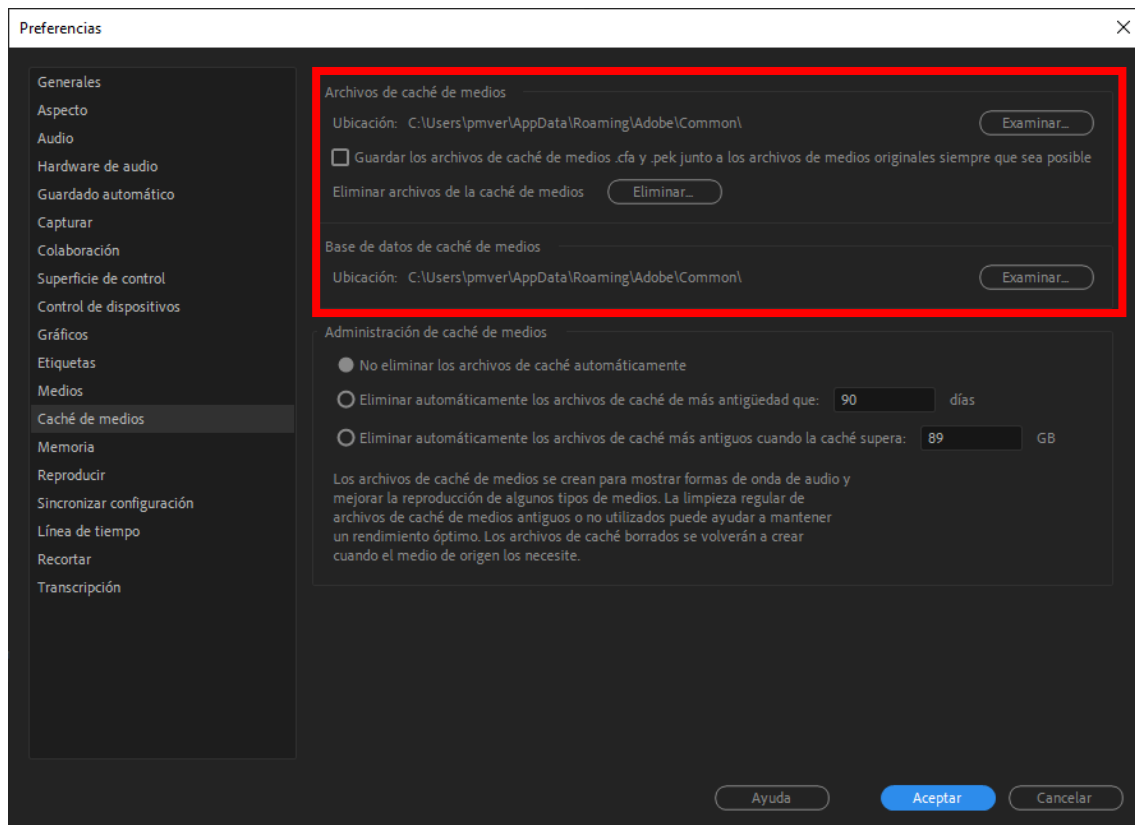 Preferencias
Generales
Aspecto
Audio
Hardware de audio
Guardado automático
Capturar
Colaboración
Superficie de control
Control de dispositivos
Gráficos
Etiquetas
Medios
Caché de medios
Memoria
Reproducir
Sincronizar configuración
Línea de tiempo
Recortar
Transcripción
Archivos de caché de medios
Ubicación: C:\Users\pmver\AppData\Roaming\Adobe\Common\ Examinar...
Guardar los archivos de caché de medios .cfa y .pek junto a los archivos de medios originales siempre que sea posible
Eliminar archivos de la caché de medios Eliminar...
Base de datos de caché de medios
Ubicación: C:\Users\pmver\AppData\Roaming\Adobe\Common\ Examinar...
Administración de caché de medios
No eliminar los archivos de caché automáticamente
Eliminar automáticamente los archivos de caché de más antigüedad que: 90 días
Eliminar automáticamente los archivos de caché más antiguos cuando la caché supera: 89 GB
Los archivos de caché de medios se crean para mostrar formas de onda de audio y
mejorar la reproducción de algunos tipos de medios. La limpieza regular de
archivos de caché de medios antiguos o no utilizados puede ayudar a mantener
un rendimiento óptimo. Los archivos de caché borrados se volverán a crear
cuando el medio de origen los necesite.
Ayuda Aceptar Cancelar